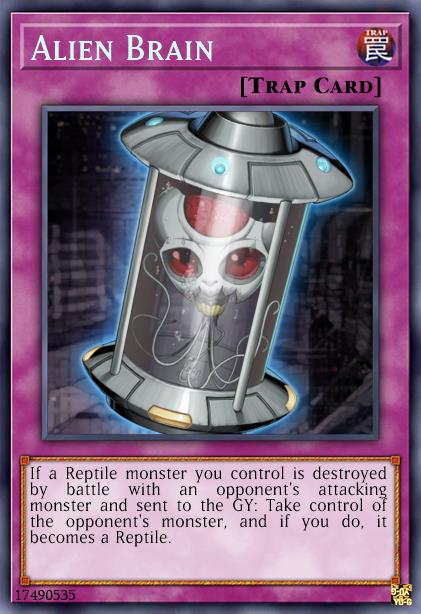 Alien Brain
TRAP
罠
[Trap Card]
If a Reptile monster you control is destroyed
by battle with an opponent's attacking
monster and sent to the GY: Take control of
the opponent's monster, and if you do, it
becomes a Reptile.
17490535